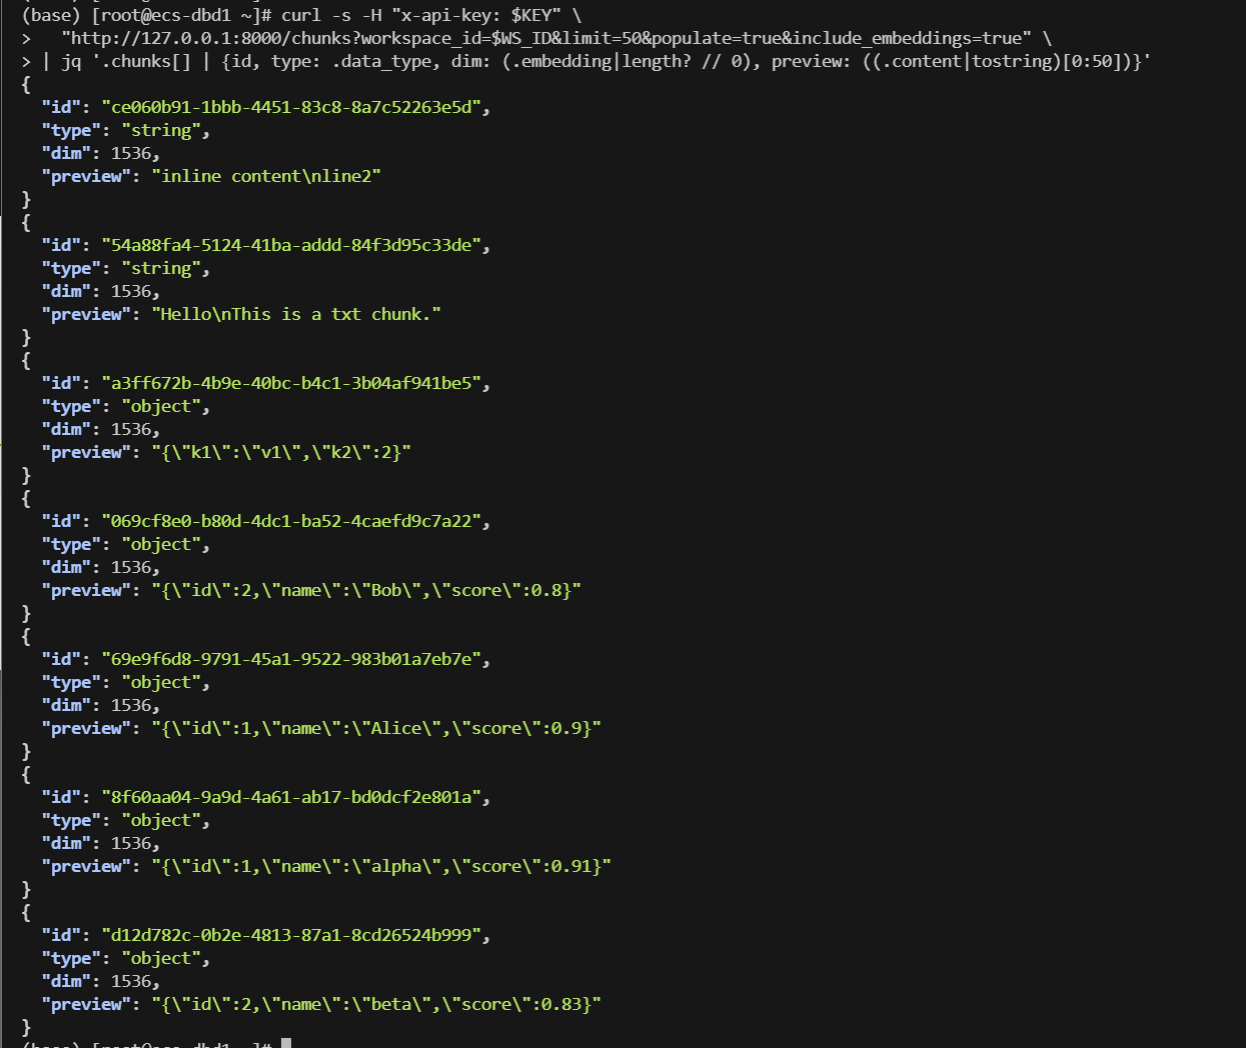 (base) [root@ecs-dbd1 ~]# curl -s -H "x-api-key: $KEY" \
>   "http://127.0.0.1:8000/chunks?workspace_id=$WS_ID&limit=50&populate=true&include_embeddings=true" \
> | jq '.chunks[] | {id, type: .data_type, dim: (.embedding|length? // 0), preview: ((.content|tostring)[0:50])}'
{
  "id": "ce060b91-1bbb-4451-83c8-8a7c52263e5d",
  "type": "string",
  "dim": 1536,
  "preview": "inline content\nline2"
}
{
  "id": "54a88fa4-5124-41ba-addd-84f3d95c33de",
  "type": "string",
  "dim": 1536,
  "preview": "Hello\nThis is a txt chunk."
}
{
  "id": "a3ff672b-4b9e-40bc-b4c1-3b04af941be5",
  "type": "object",
  "dim": 1536,
  "preview": "{\"k1\":\"v1\",\"k2\":2}"
}
{
  "id": "069cf8e0-b80d-4dc1-ba52-4caefd9c7a22",
  "type": "object",
  "dim": 1536,
  "preview": "{\"id\":2,\"name\":\"Bob\",\"score\":0.8}"
}
{
  "id": "69e9f6d8-9791-45a1-9522-983b01a7eb7e",
  "type": "object",
  "dim": 1536,
  "preview": "{\"id\":1,\"name\":\"Alice\",\"score\":0.9}"
}
{
  "id": "8f60aa04-9a9d-4a61-ab17-bd0dcf2e801a",
  "type": "object",
  "dim": 1536,
  "preview": "{\"id\":1,\"name\":\"alpha\",\"score\":0.91}"
}
{
  "id": "d12d782c-0b2e-4813-87a1-8cd26524b999",
  "type": "object",
  "dim": 1536,
  "preview": "{\"id\":2,\"name\":\"beta\",\"score\":0.83}"
}
(base) [root@ecs-dbd1 ~]#